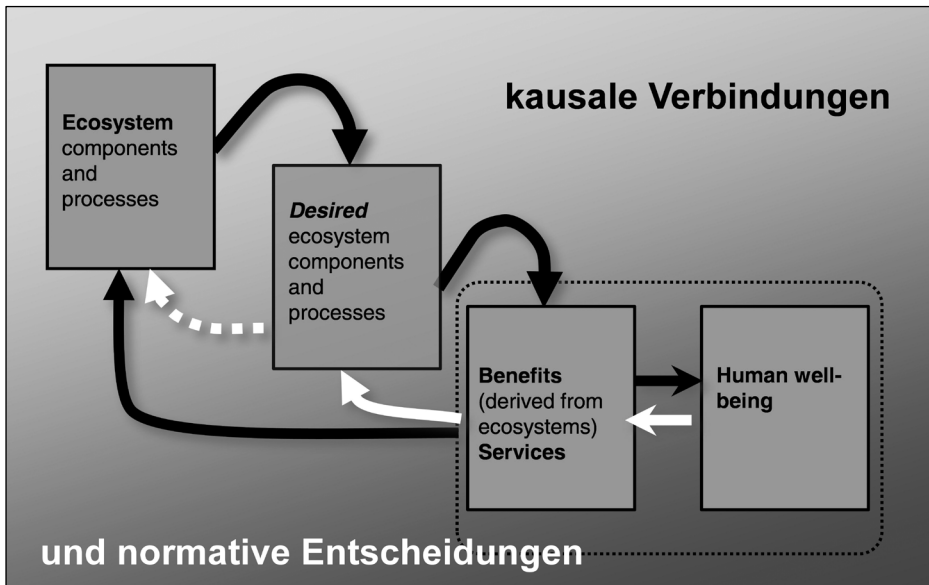 kausale Verbindungen
Ecosystem
components
and
processes
Desired
ecosystem
components
and
processes
Benefits
(derived from
ecosystems)
Services
Human well-
being
und normative Entscheidungen